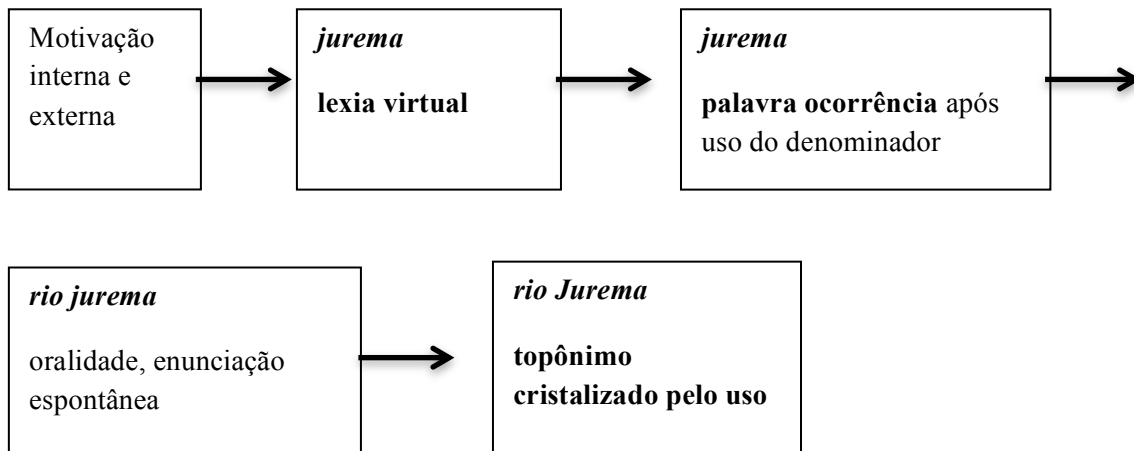 Motivação
interna e
externa
jurema
lexia virtual
jurema
palavra ocorrência após
uso do denominador
rio jurema
oralidade, enunciação
espontânea
rio Jurema
topônimo
cristalizado pelo uso